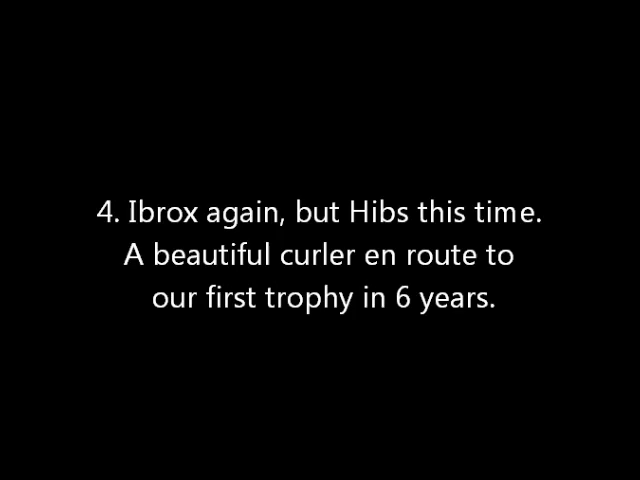 4. Ibrox again, but Hibs this time.
A beautiful curler en route to
our first trophy in 6 years.